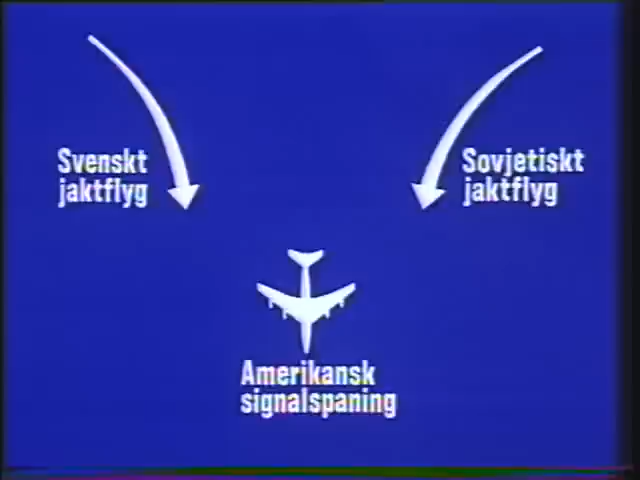 Svenskt
jaktflyg
Sovjetiskt
jaktflyg
Amerikansk
signalspaning